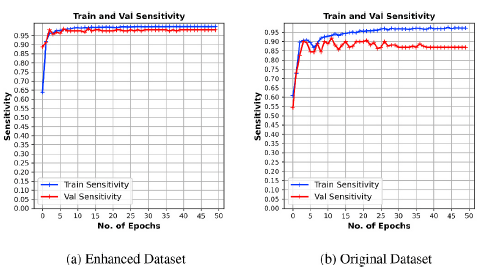 Train and Val Sensitivity
Sensitivity
0.95
0.90
0.85
0.80
0.75
0.70
0.65
0.60
0.55
0.50
0.45
0.40
0.35
0.30
0.25
0.20
0.15
0.10
0.05
0.00
Train Sensitivity
Val Sensitivity
0 5 10 15 20 25 30 35 40 45 50
No. of Epochs
(a) Enhanced Dataset
Train and Val Sensitivity
Sensitivity
0.95
0.90
0.85
0.80
0.75
0.70
0.65
0.60
0.55
0.50
0.45
0.40
0.35
0.30
0.25
0.20
0.15
0.10
0.05
0.00
Train Sensitivity
Val Sensitivity
0 5 10 15 20 25 30 35 40 45 50
No. of Epochs
(b) Original Dataset